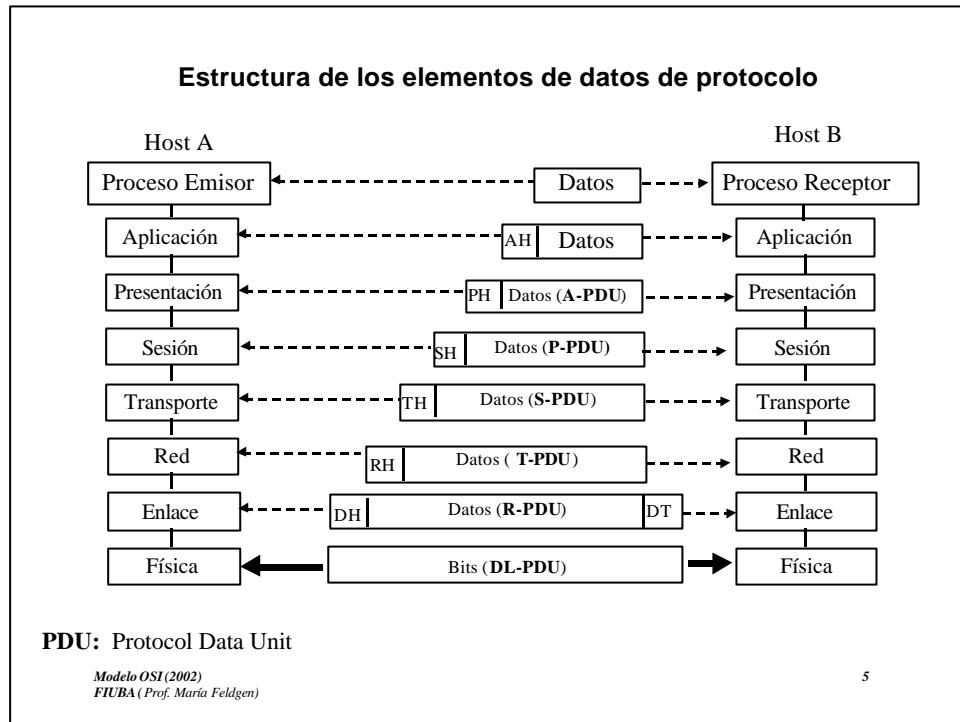 Estructura de los elementos de datos de protocolo
Host A
Host B
Proceso Emisor
Datos
Proceso Receptor
Aplicación
AH
Datos
Aplicación
Presentación
PH
Datos (A-PDU)
Presentación
Sesión
SH
Datos (P-PDU)
Sesión
Transporte
TH
Datos (S-PDU)
Transporte
Red
RH
Datos ( T-PDU)
Red
Enlace
DH
Datos (R-PDU)
DT
Enlace
Física
Bits (DL-PDU)
Física
PDU: Protocol Data Unit
Modelo OSI (2002)
FIUBA ( Prof. María Feldgen)
5